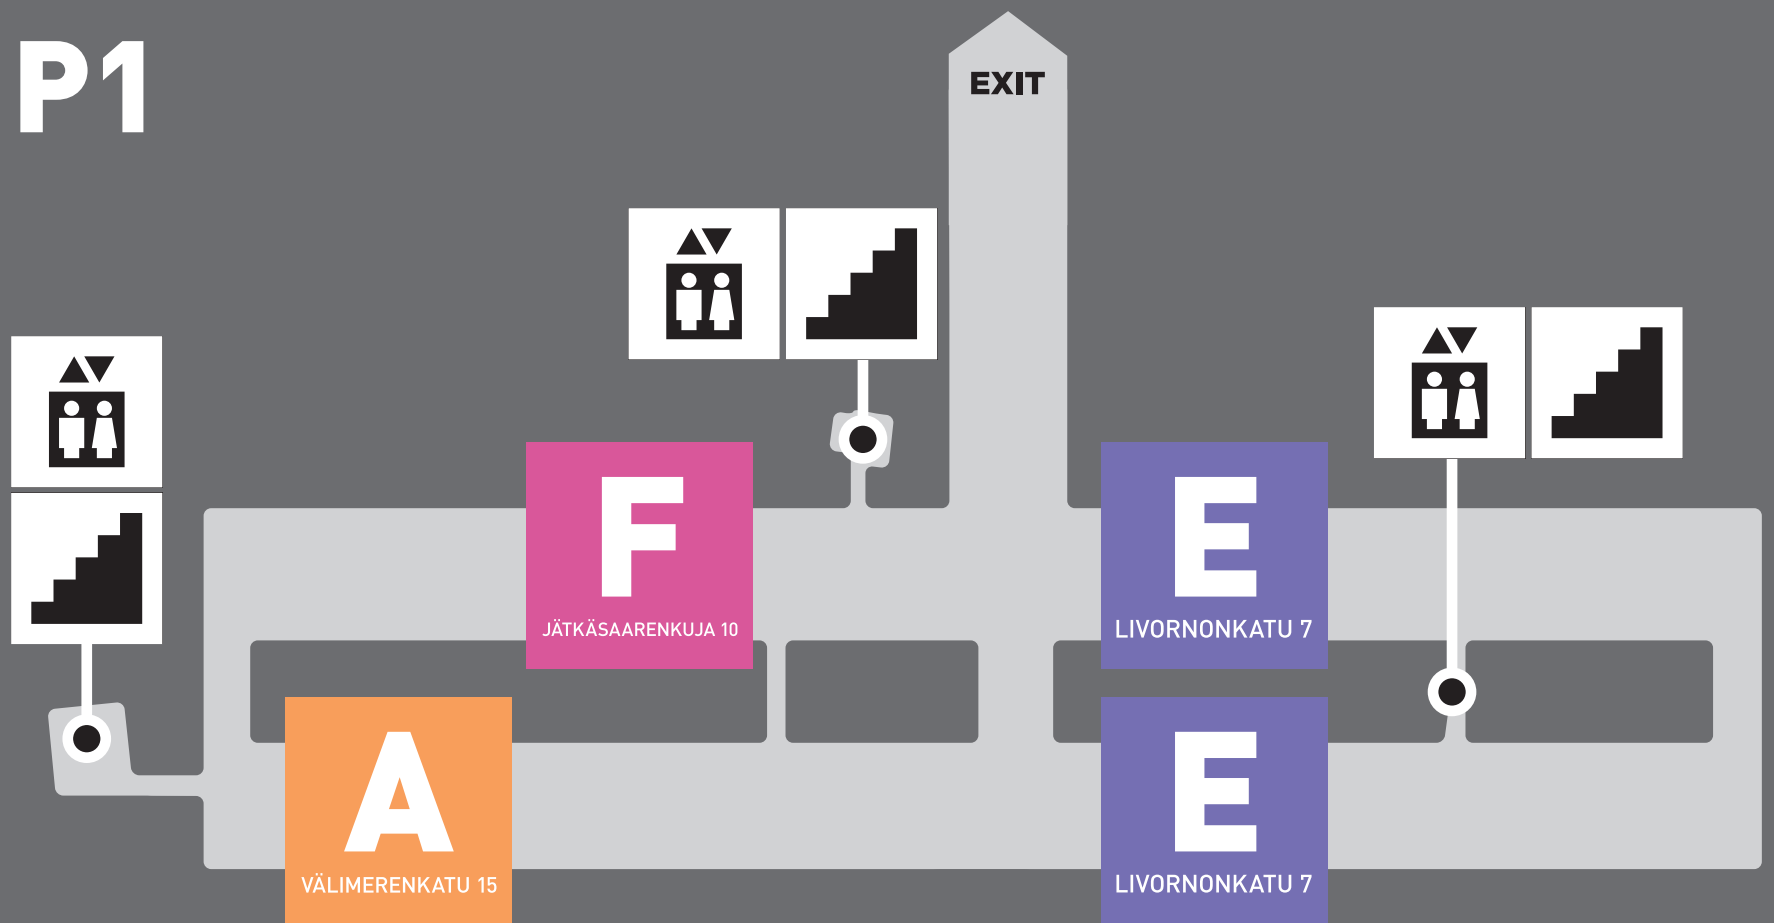 P1
EXIT
F
JÄTKÄSAARENKUJA 10
E
LIVORNONKATU 7
A
VÄLIMERENKATU 15
E
LIVORNONKATU 7